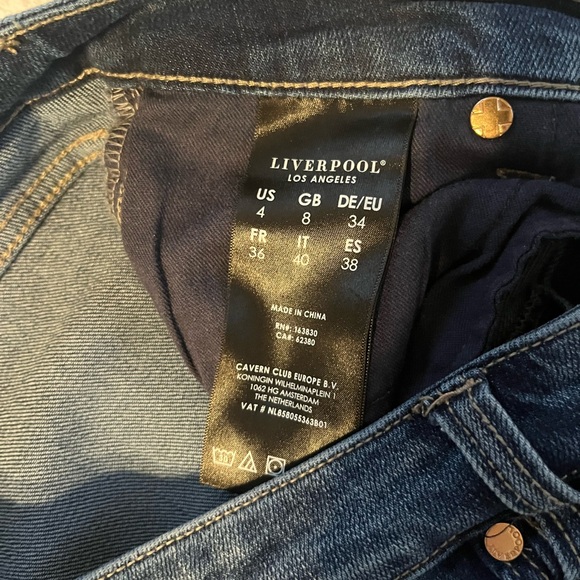 LIVERPOOL®
LOS ANGELES
US GB DE/EU
4 8 34
FR IT ES
36 40 38
MADE IN CHINA
RN#: 163830
CA#: 62380
CAVERN CLUB EUROPE B.V.
KONINGIN WILHELMINAPLEIN 1
1062 HG AMSTERDAM
THE NETHERLANDS
VAT # NL858055363B01